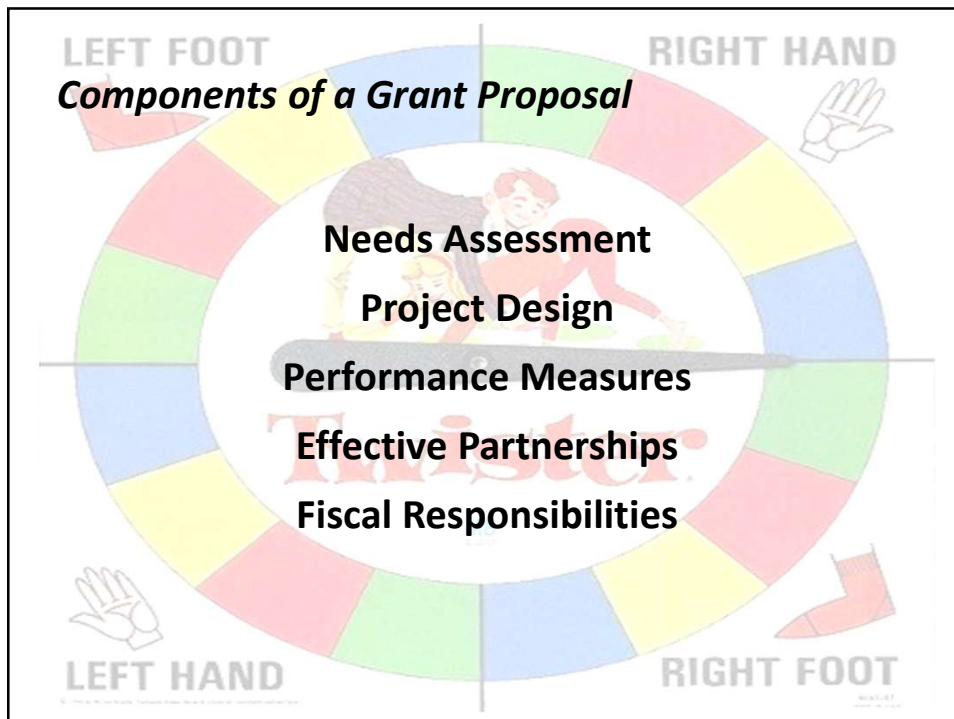 LEFT FOOT
RIGHT HAND
Components of a Grant Proposal
Needs Assessment
Project Design
Performance Measures
Twister
Effective Partnerships
Fiscal Responsibilities
LEFT HAND
RIGHT FOOT